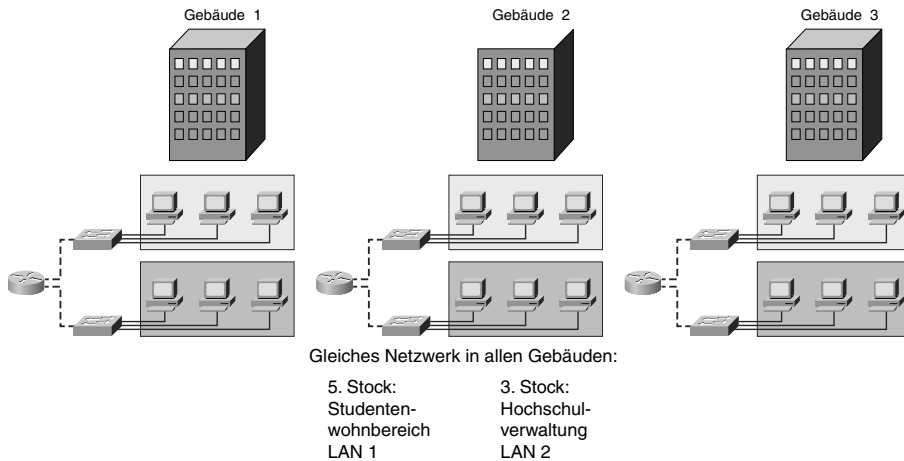 Gebäude 1
Gebäude 2
Gebäude 3
Gleiches Netzwerk in allen Gebäuden:
5. Stock:
Studenten-
wohnbereich
LAN 1
3. Stock:
Hochschul-
verwaltung
LAN 2